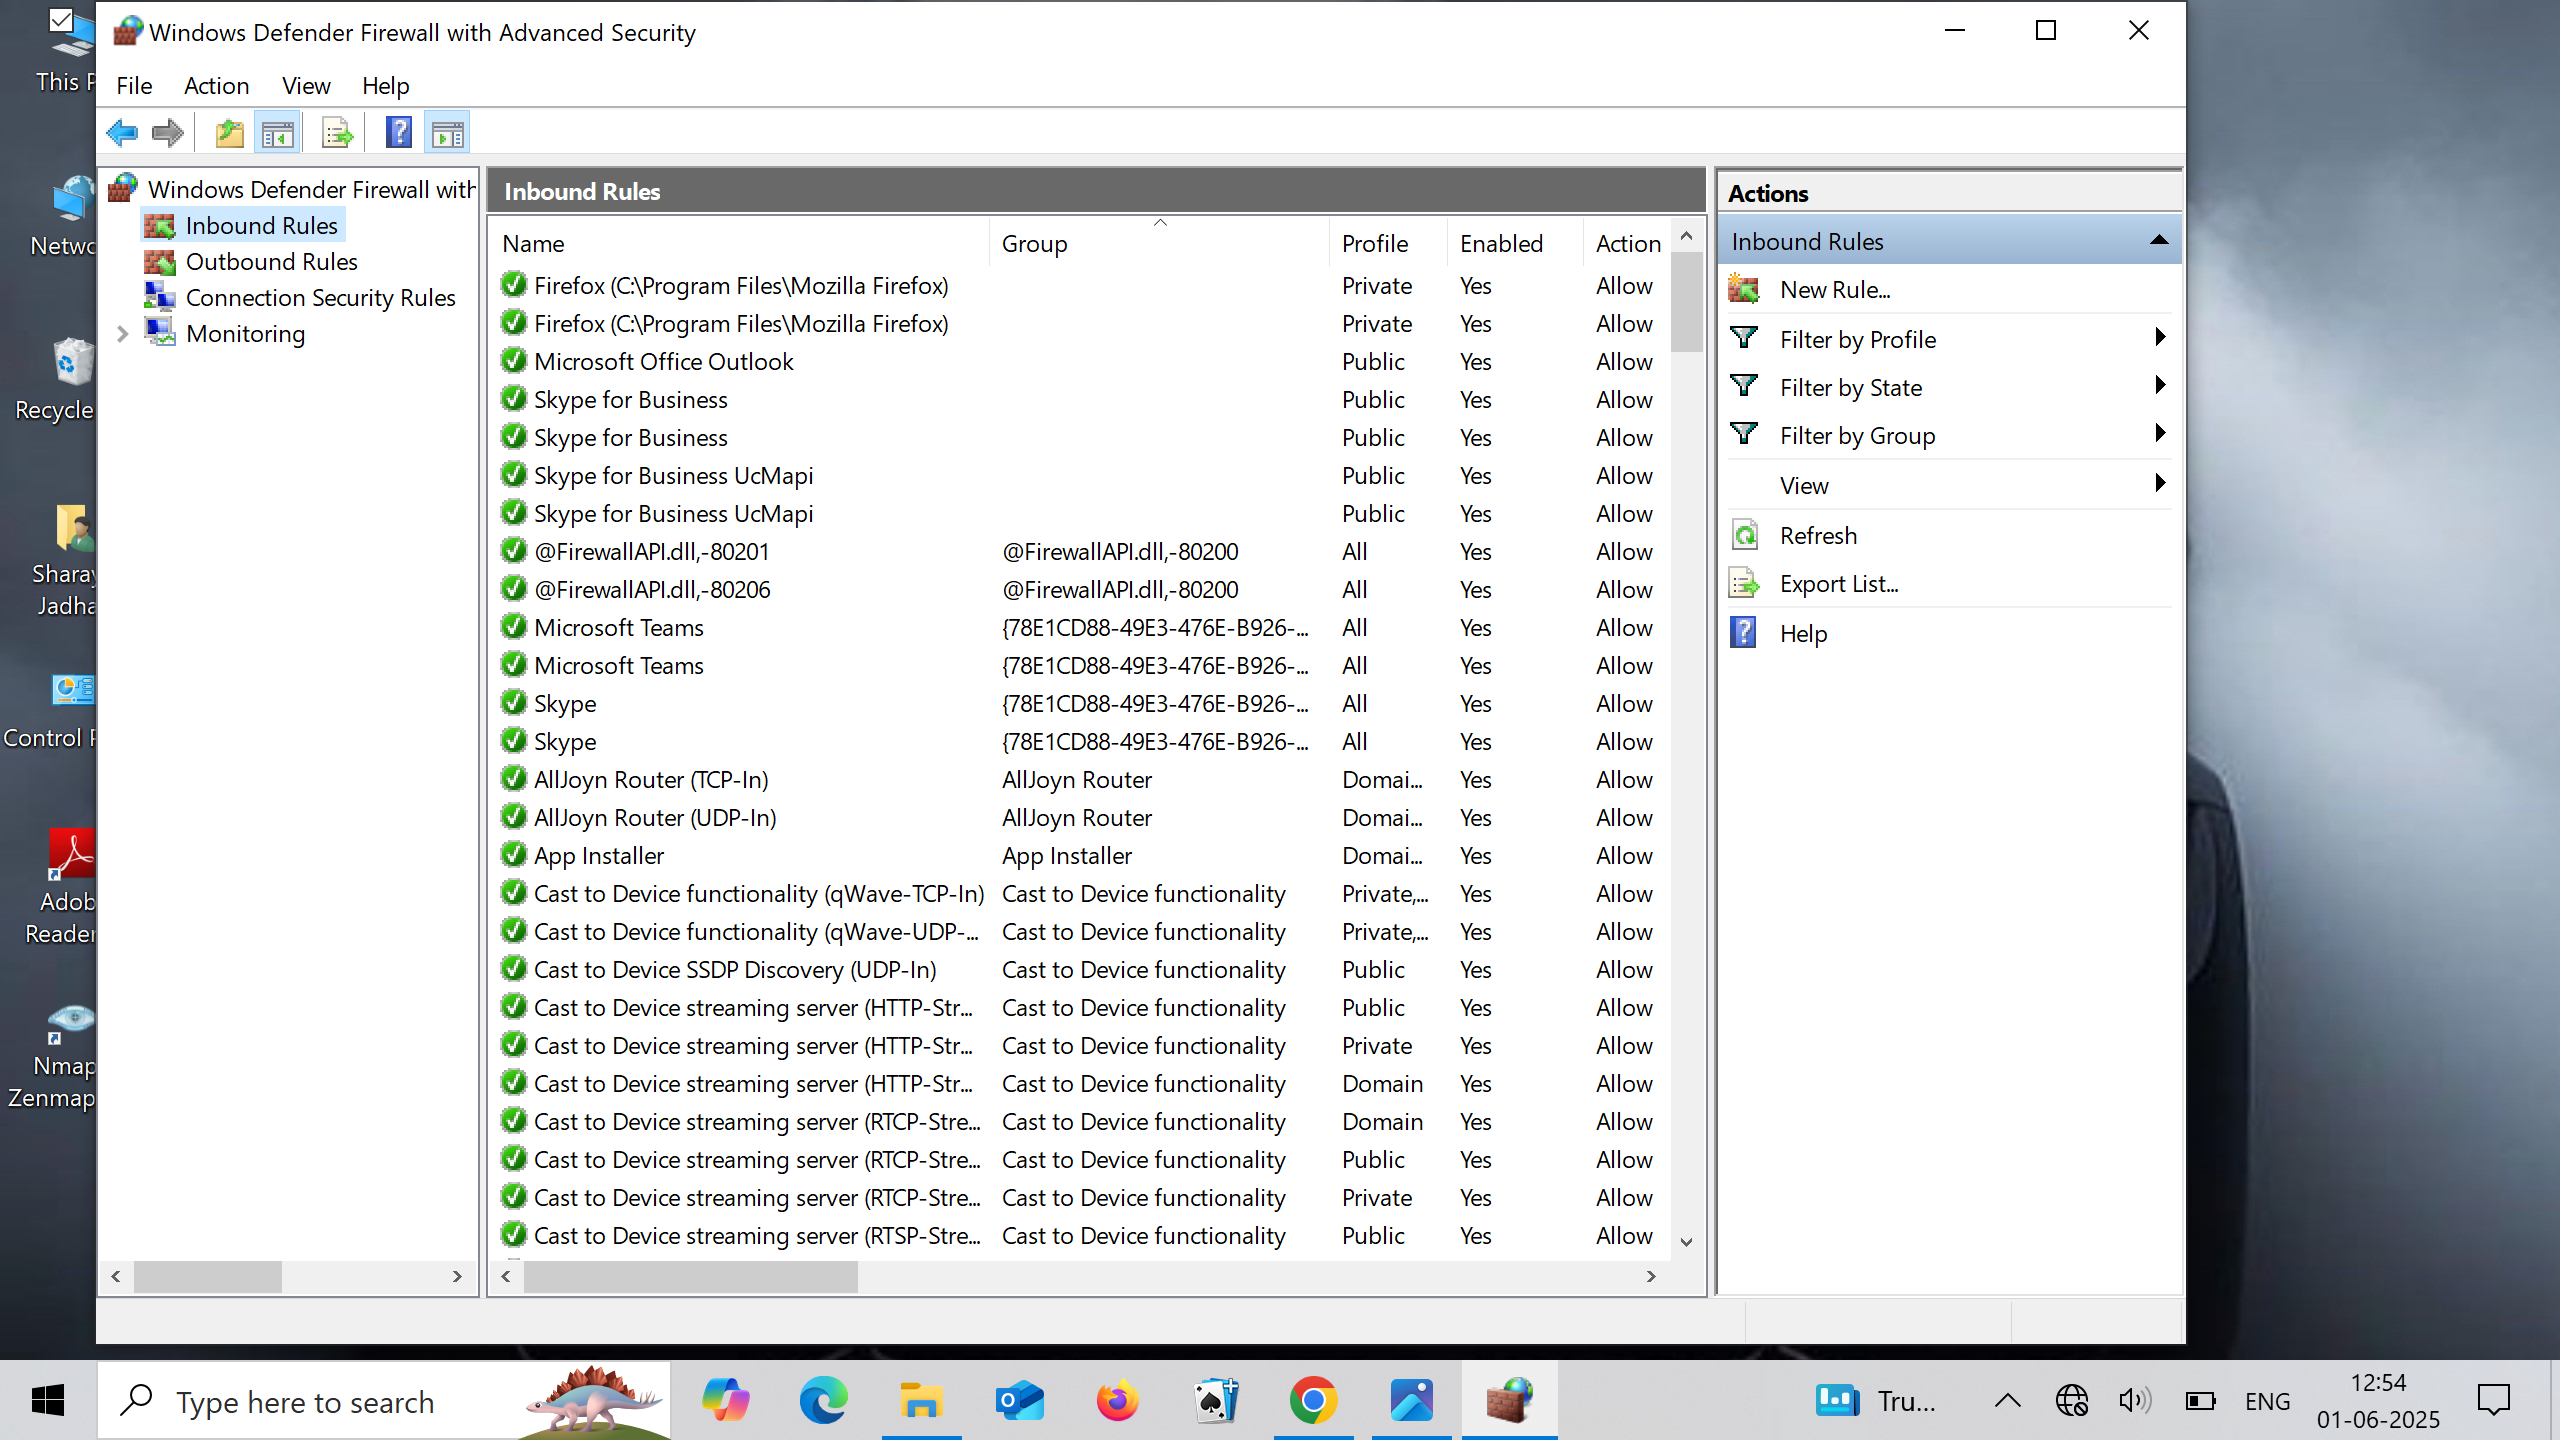 Windows Defender Firewall with Advanced Security
File Action View Help
This P
Netwo
Recycle
Sharay
Jadha
Control P
Adob
Reader
Nmap
Zenmap
Windows Defender Firewall with
Inbound Rules
Outbound Rules
Connection Security Rules
Monitoring
Inbound Rules
Name Group Profile Enabled Action
Firefox (C:\Program Files\Mozilla Firefox) Private Yes Allow
Firefox (C:\Program Files\Mozilla Firefox) Private Yes Allow
Microsoft Office Outlook Public Yes Allow
Skype for Business Public Yes Allow
Skype for Business Public Yes Allow
Skype for Business UcMapi Public Yes Allow
Skype for Business UcMapi Public Yes Allow
@FirewallAPI.dll,-80201 @FirewallAPI.dll,-80200 All Yes Allow
@FirewallAPI.dll,-80206 @FirewallAPI.dll,-80200 All Yes Allow
Microsoft Teams {78E1CD88-49E3-476E-B926-... All Yes Allow
Microsoft Teams {78E1CD88-49E3-476E-B926-... All Yes Allow
Skype {78E1CD88-49E3-476E-B926-... All Yes Allow
Skype {78E1CD88-49E3-476E-B926-... All Yes Allow
AllJoyn Router (TCP-In) AllJoyn Router Domai... Yes Allow
AllJoyn Router (UDP-In) AllJoyn Router Domai... Yes Allow
App Installer App Installer Domai... Yes Allow
Cast to Device functionality (qWave-TCP-In) Cast to Device functionality Private,... Yes Allow
Cast to Device functionality (qWave-UDP-... Cast to Device functionality Private,... Yes Allow
Cast to Device SSDP Discovery (UDP-In) Cast to Device functionality Public Yes Allow
Cast to Device streaming server (HTTP-Str... Cast to Device functionality Public Yes Allow
Cast to Device streaming server (HTTP-Str... Cast to Device functionality Private Yes Allow
Cast to Device streaming server (HTTP-Str... Cast to Device functionality Domain Yes Allow
Cast to Device streaming server (RTCP-Stre... Cast to Device functionality Domain Yes Allow
Cast to Device streaming server (RTCP-Stre... Cast to Device functionality Public Yes Allow
Cast to Device streaming server (RTCP-Stre... Cast to Device functionality Private Yes Allow
Cast to Device streaming server (RTSP-Stre... Cast to Device functionality Public Yes Allow
Actions
Inbound Rules
New Rule...
Filter by Profile
Filter by State
Filter by Group
View
Refresh
Export List...
Help
Type here to search
Tru...
ENG
12:54
01-06-2025